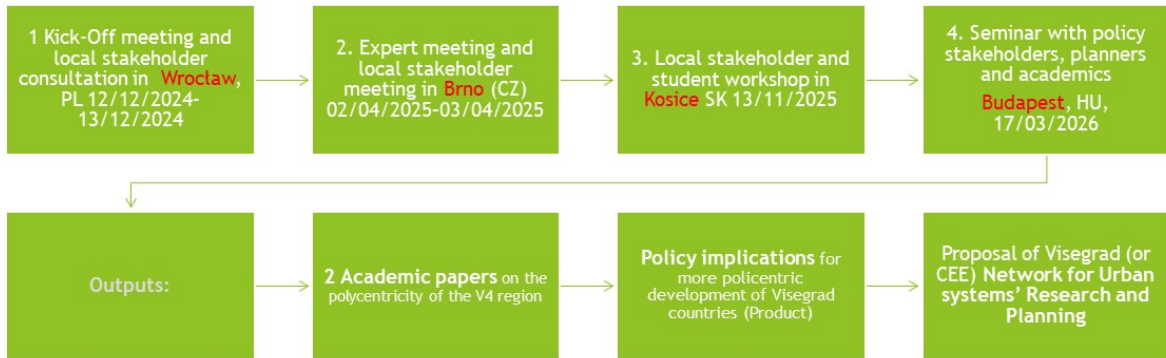 1 Kick-Off meeting and
local stakeholder
consultation in Wrocław,
PL 12/12/2024-
13/12/2024
2. Expert meeting and
local stakeholder
meeting in Brno (CZ)
02/04/2025-03/04/2025
3. Local stakeholder and
student workshop in
Kosice SK 13/11/2025
4. Seminar with policy
stakeholders, planners
and academics
Budapest, HU,
17/03/2026
Outputs:
2 Academic papers on the
polycentricity of the V4 region
Policy implications for
more policentric
development of Visegrad
countries (Product)
Proposal of Visegrad (or
CEE) Network for Urban
systems’ Research and
Planning